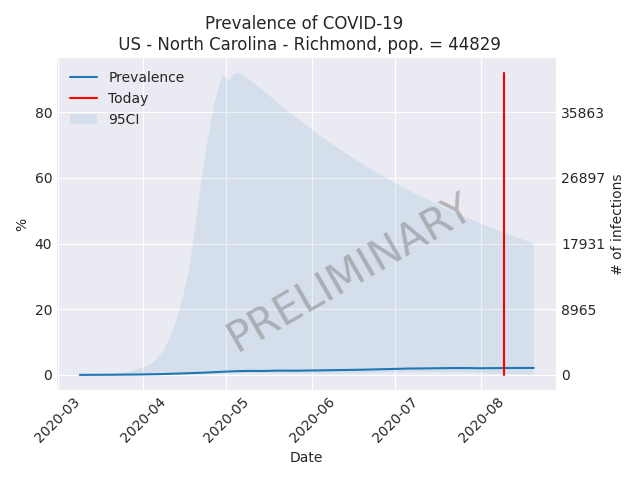 Prevalence of COVID-19
US - North Carolina - Richmond, pop. = 44829
Prevalence
Today
95CI
80
60
40
20
0
%
35863
26897
17931
8965
0
# of infections
PRELIMINARY
2020-03
2020-04
2020-05
2020-06
2020-07
2020-08
Date